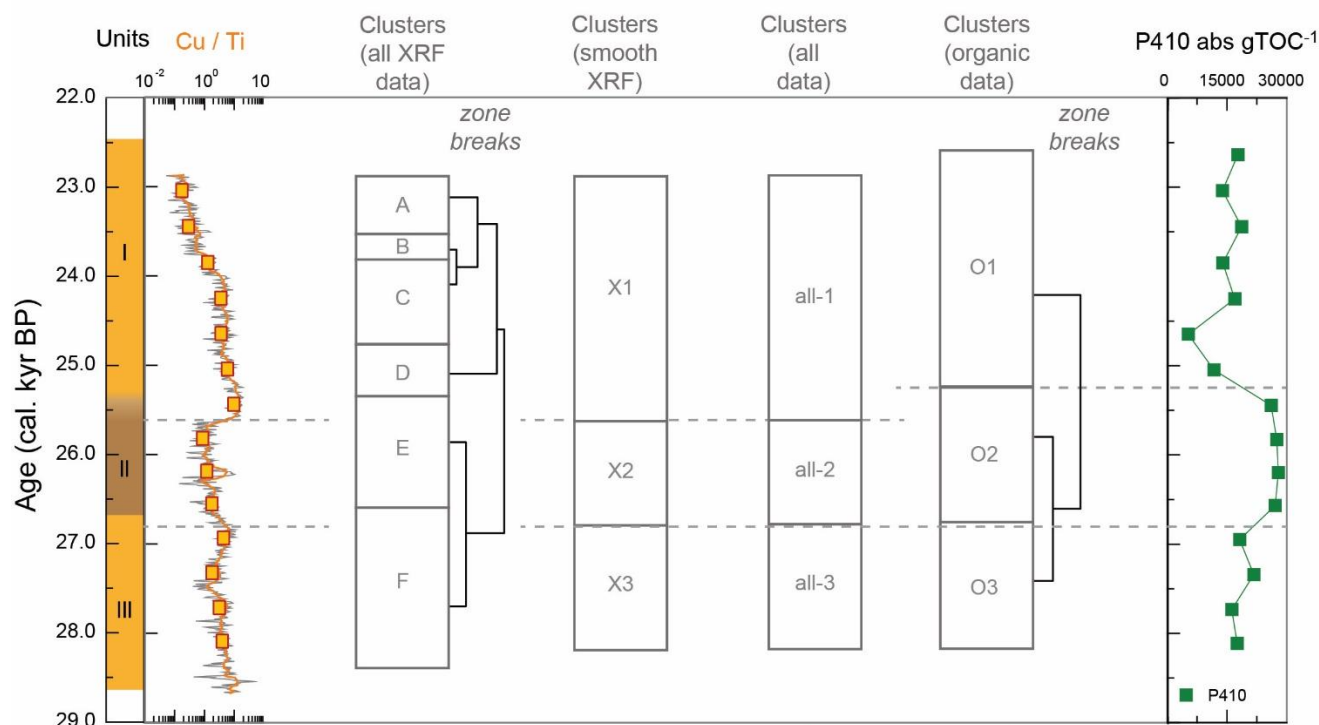 Units
Cu / Ti
Clusters
(all XRF
data)
Clusters
(smooth
XRF)
Clusters
(all
data)
Clusters
(organic
data)
P410 abs gTOC⁻¹
10⁻² 10⁰ 10
0 15000 30000
zone
breaks
zone
breaks
Age (cal. kyr BP)
22.0
23.0
24.0
25.0
26.0
27.0
28.0
29.0
I
II
III
A
B
C
D
E
F
X1
X2
X3
all-1
all-2
all-3
O1
O2
O3
P410